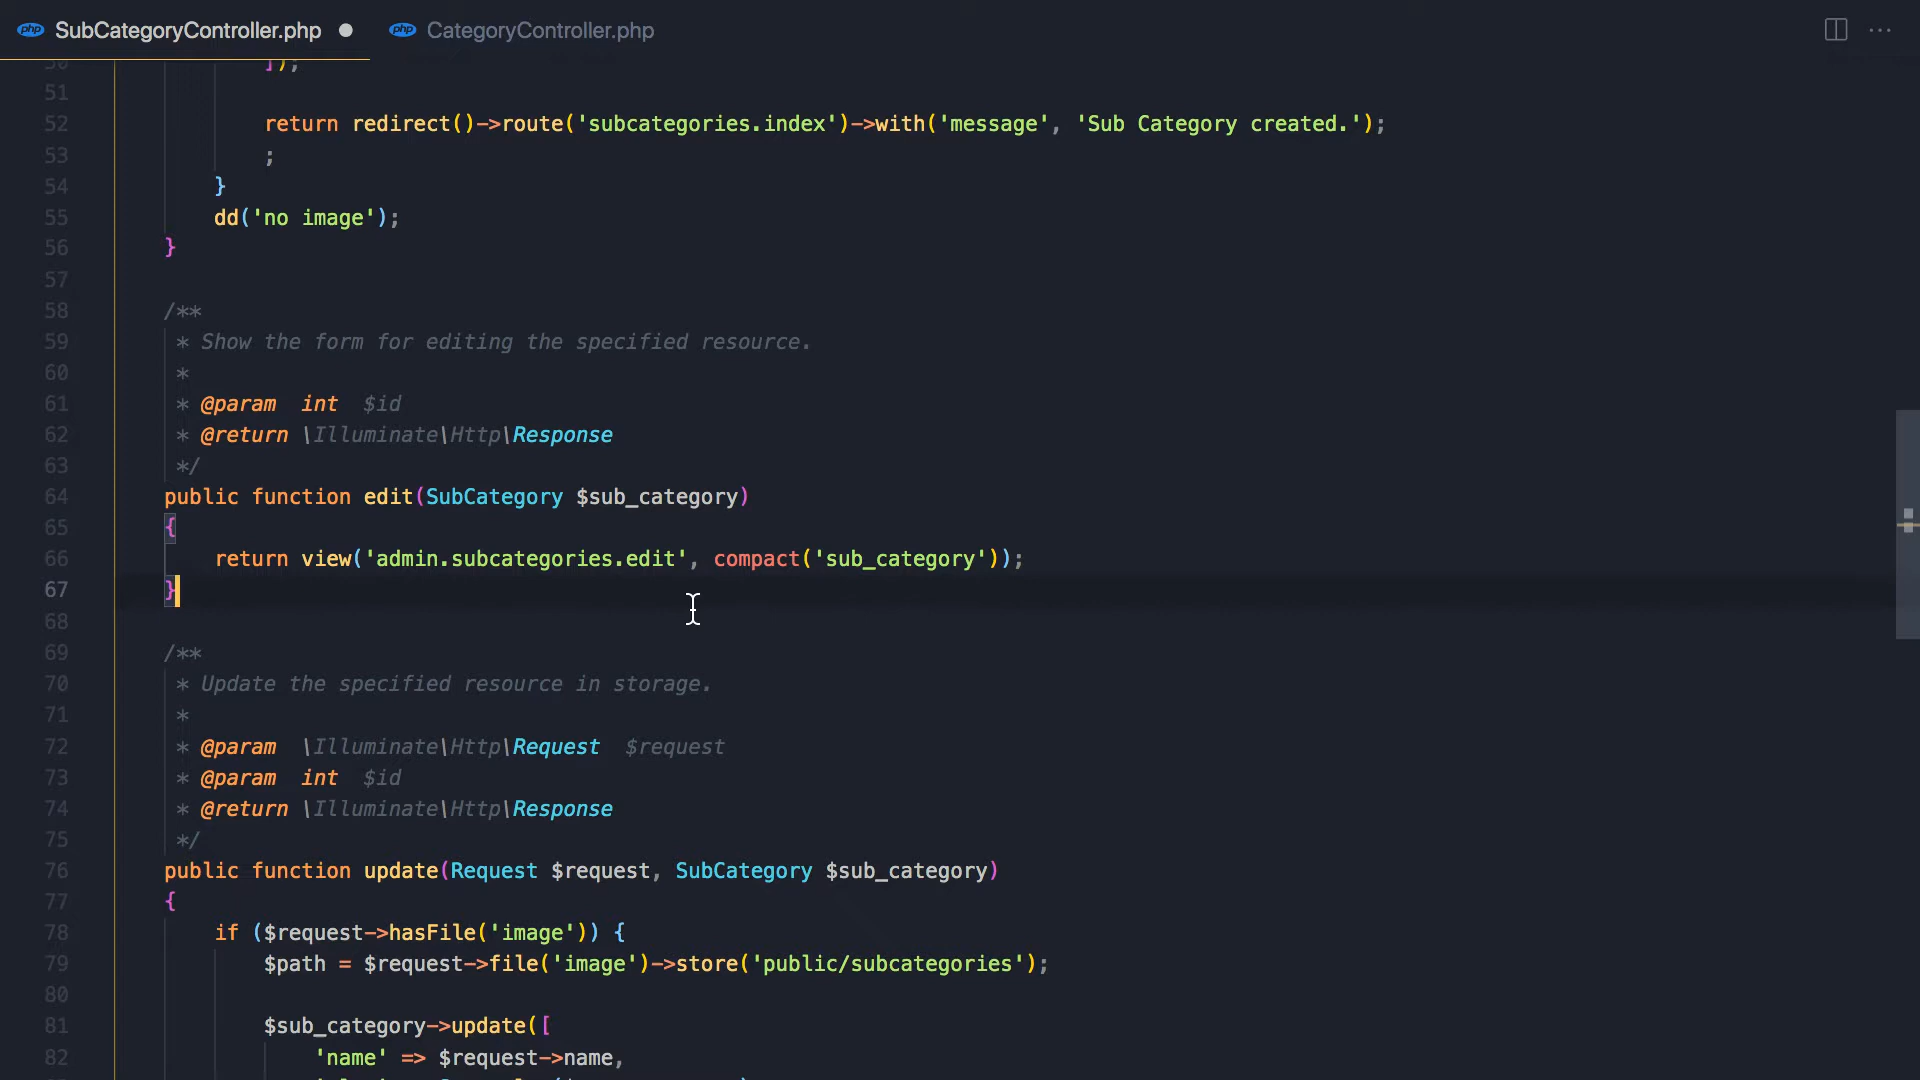 php SubCategoryController.php
php CategoryController.php
50 ]);
51
52 return redirect()->route('subcategories.index')->with('message', 'Sub Category created.');
53 ;
54 }
55 dd('no image');
56 }
57
58 /**
59 * Show the form for editing the specified resource.
60 *
61 * @param int $id
62 * @return \Illuminate\Http\Response
63 */
64 public function edit(SubCategory $sub_category)
65 {
66 return view('admin.subcategories.edit', compact('sub_category'));
67 }
68
69 /**
70 * Update the specified resource in storage.
71 *
72 * @param \Illuminate\Http\Request $request
73 * @param int $id
74 * @return \Illuminate\Http\Response
75 */
76 public function update(Request $request, SubCategory $sub_category)
77 {
78 if ($request->hasFile('image')) {
79 $path = $request->file('image')->store('public/subcategories');
80
81 $sub_category->update([
82 'name' => $request->name,